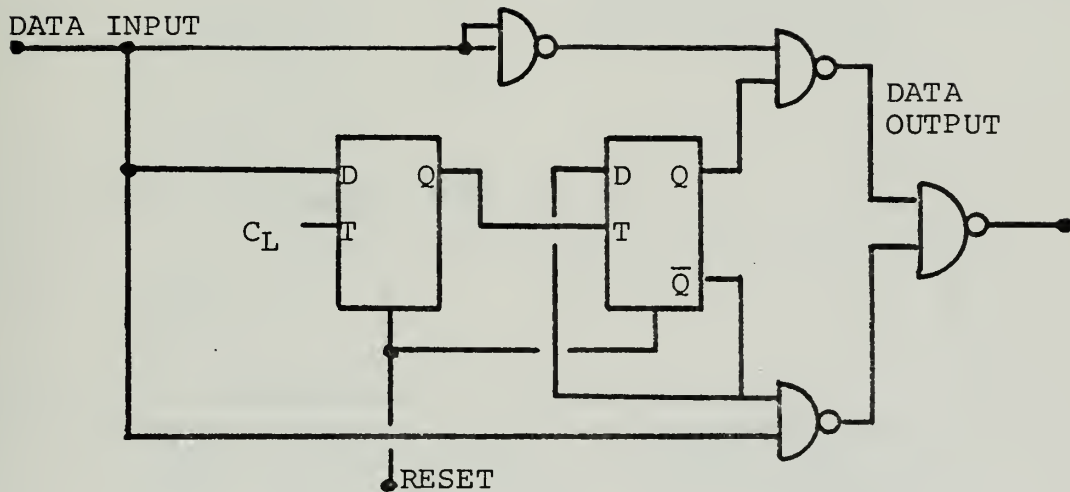 DATA INPUT
DATA
OUTPUT
D Q
C_L T
D Q
T
Q̅
RESET